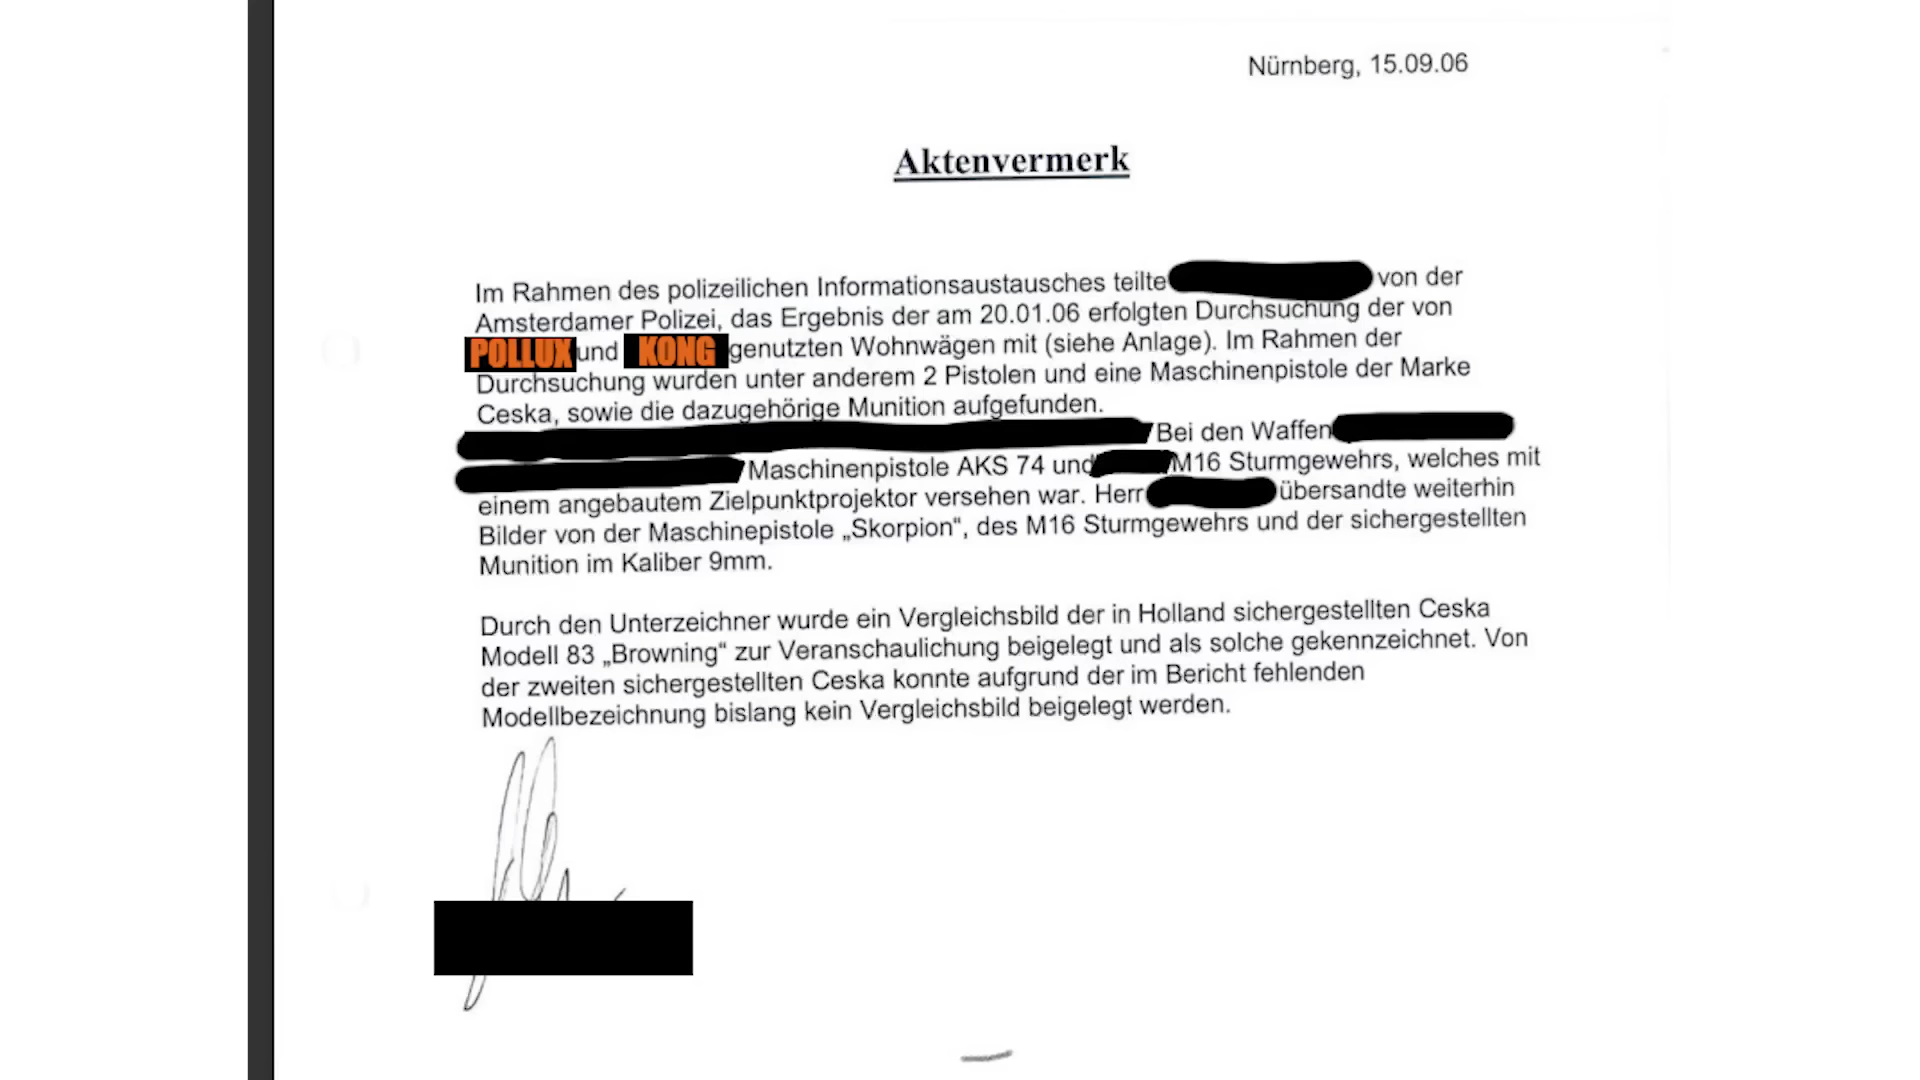 Nürnberg, 15.09.06
Aktenvermerk
Im Rahmen des polizeilichen Informationsaustausches teilte von der
Amsterdamer Polizei, das Ergebnis der am 20.01.06 erfolgten Durchsuchung der von
POLLUX und KONG genutzten Wohnwägen mit (siehe Anlage). Im Rahmen der
Durchsuchung wurden unter anderem 2 Pistolen und eine Maschinenpistole der Marke
Ceska, sowie die dazugehörige Munition aufgefunden.
Bei den Waffen
Maschinenpistole AKS 74 und M16 Sturmgewehrs, welches mit
einem angebautem Zielpunktprojektor versehen war. Herr übersandte weiterhin
Bilder von der Maschinepistole „Skorpion“, des M16 Sturmgewehrs und der sichergestellten
Munition im Kaliber 9mm.
Durch den Unterzeichner wurde ein Vergleichsbild der in Holland sichergestellten Ceska
Modell 83 „Browning“ zur Veranschaulichung beigelegt und als solche gekennzeichnet. Von
der zweiten sichergestellten Ceska konnte aufgrund der im Bericht fehlenden
Modellbezeichnung bislang kein Vergleichsbild beigelegt werden.